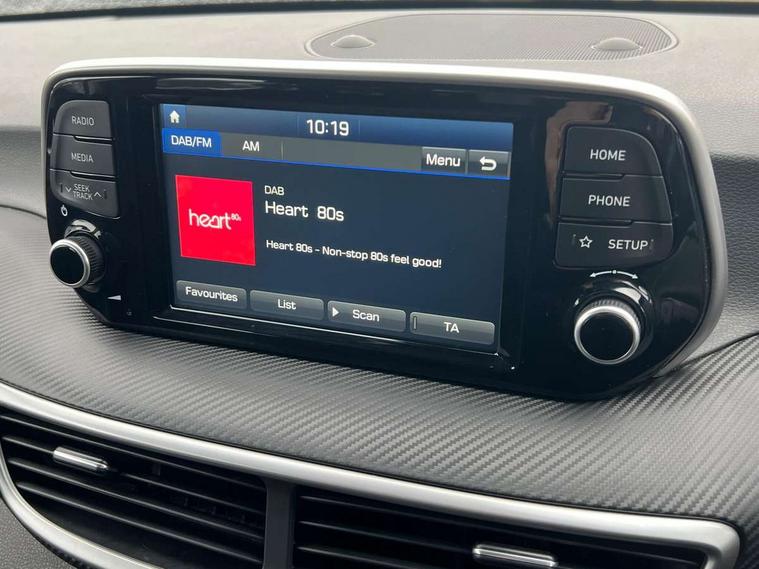 RADIO
MEDIA
SEEK
TRACK
10:19
DAB/FM
AM
Menu
heart 80s
DAB
Heart 80s
Heart 80s - Non-stop 80s feel good!
Favourites
List
Scan
TA
HOME
PHONE
SETUP